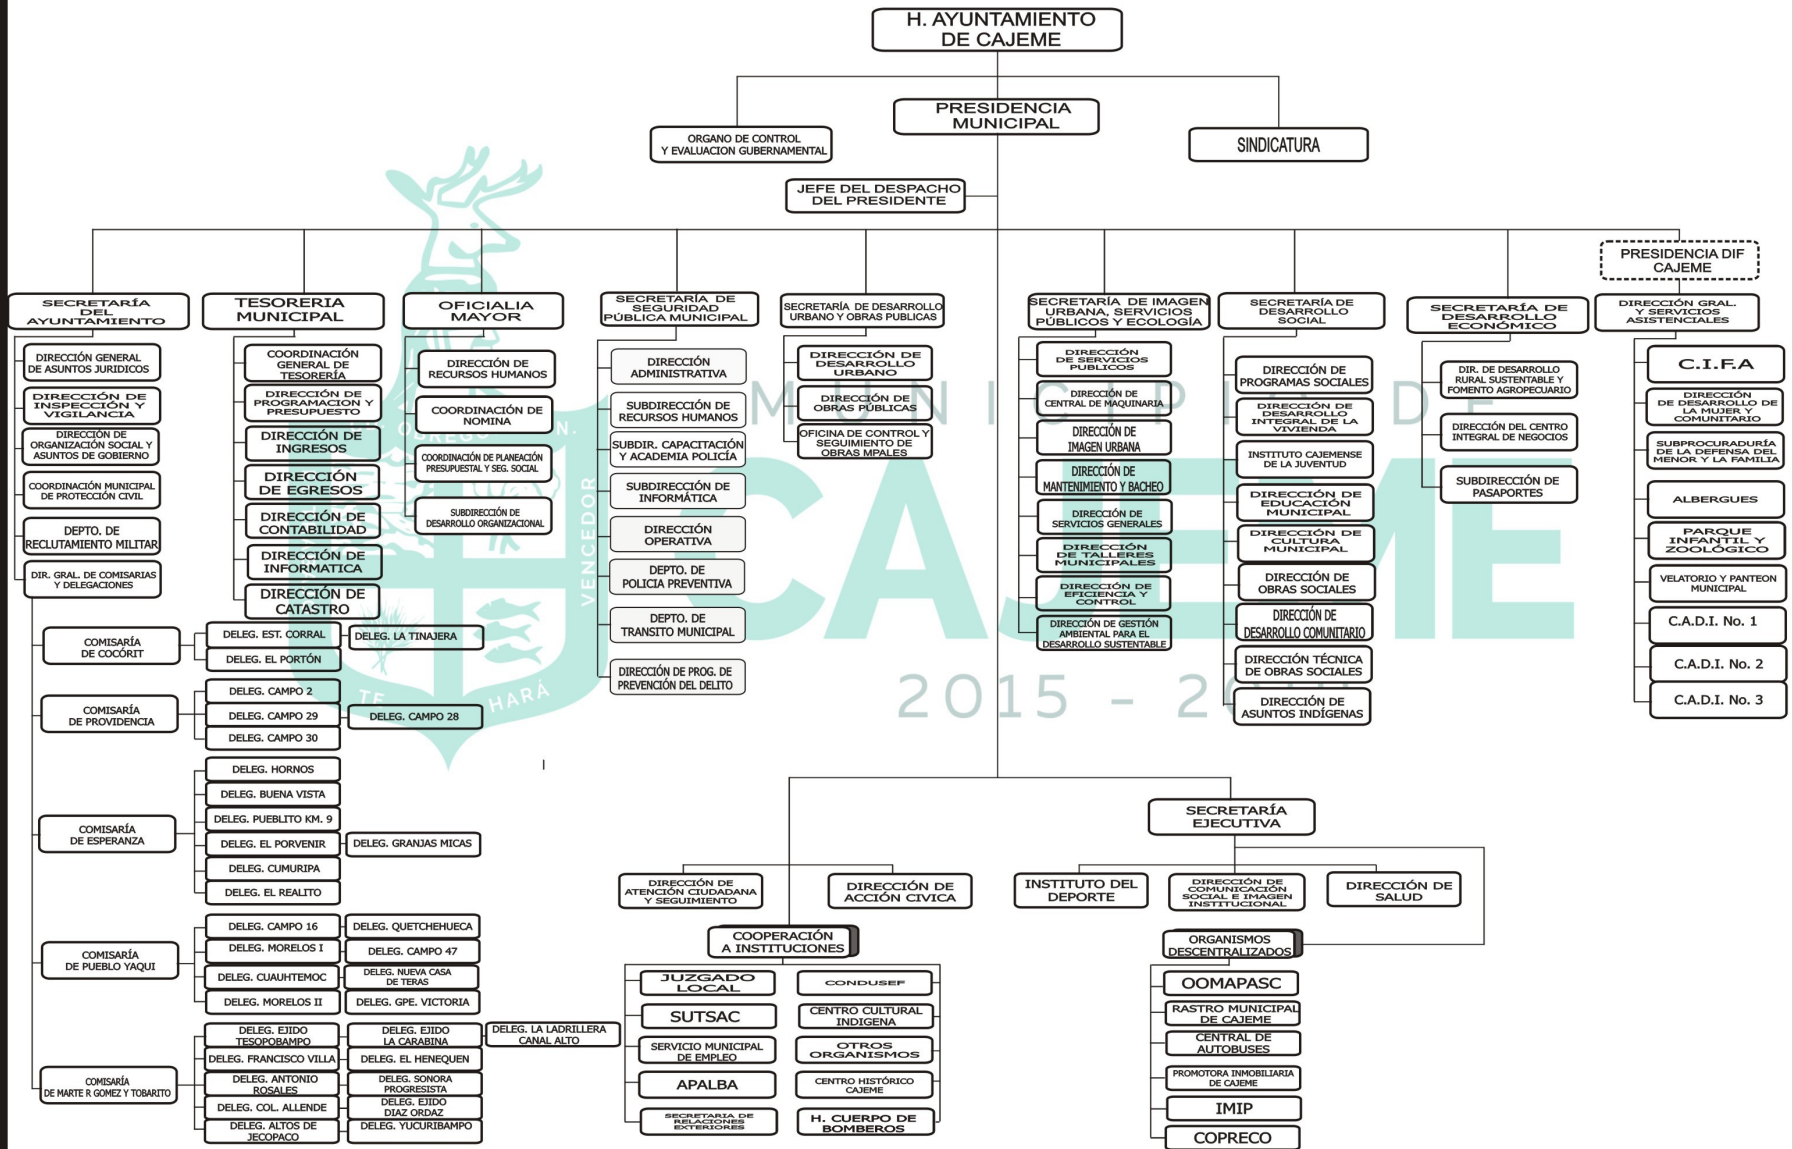 H. AYUNTAMIENTO
DE CAJEME
PRESIDENCIA
MUNICIPAL
ORGANO DE CONTROL
Y EVALUACION GUBERNAMENTAL
SINDICATURA
JEFE DEL DESPACHO
DEL PRESIDENTE
PRESIDENCIA DIF
CAJEME
SECRETARÍA
DEL
AYUNTAMIENTO
DIRECCIÓN GENERAL
DE ASUNTOS JURIDICOS
DIRECCIÓN DE
INSPECCIÓN Y
VIGILANCIA
DIRECCIÓN DE
ORGANIZACIÓN SOCIAL Y
ASUNTOS DE GOBIERNO
COORDINACIÓN MUNICIPAL
DE PROTECCIÓN CIVIL
DEPTO. DE
RECLUTAMIENTO MILITAR
DIR. GRAL. DE COMISARIAS
Y DELEGACIONES
TESORERIA
MUNICIPAL
COORDINACIÓN
GENERAL DE
TESORERÍA
DIRECCIÓN DE
PROGRAMACION Y
PRESUPUESTO
DIRECCIÓN DE
INGRESOS
DIRECCIÓN
DE EGRESOS
DIRECCIÓN DE
CONTABILIDAD
DIRECCIÓN DE
INFORMATICA
DIRECCIÓN DE
CATASTRO
OFICIALIA
MAYOR
DIRECCIÓN DE
RECURSOS HUMANOS
COORDINACIÓN DE
NOMINA
COORDINACIÓN DE PLANEACIÓN
PRESUPUESTAL Y SEG. SOCIAL
SUBDIRECCIÓN DE
DESARROLLO ORGANIZACIONAL
SECRETARÍA DE
SEGURIDAD
PÚBLICA MUNICIPAL
DIRECCIÓN
ADMINISTRATIVA
SUBDIRECCIÓN DE
RECURSOS HUMANOS
SUBDIR. CAPACITACIÓN
Y ACADEMIA POLICÍA
SUBDIRECCIÓN DE
INFORMÁTICA
DIRECCIÓN
OPERATIVA
DEPTO. DE
POLICIA PREVENTIVA
DEPTO. DE
TRANSITO MUNICIPAL
DIRECCIÓN DE PROG. DE
PREVENCIÓN DEL DELITO
SECRETARÍA DE DESARROLLO
URBANO Y OBRAS PUBLICAS
DIRECCIÓN DE
DESARROLLO
URBANO
DIRECCIÓN DE
OBRAS PÚBLICAS
OFICINA DE CONTROL Y
SEGUIMIENTO DE
OBRAS MPALES
SECRETARÍA DE IMAGEN
URBANA, SERVICIOS
PÚBLICOS Y ECOLOGÍA
DIRECCIÓN
DE SERVICIOS
PUBLICOS
DIRECCIÓN DE
CENTRAL DE MAQUINARIA
DIRECCIÓN DE
IMAGEN URBANA
DIRECCIÓN DE
MANTENIMIENTO Y BACHEO
DIRECCIÓN DE
SERVICIOS GENERALES
DIRECCIÓN
DE TALLERES
MUNICIPALES
DIRECCIÓN DE
EFICIENCIA Y
CONTROL
DIRECCIÓN DE GESTIÓN
AMBIENTAL PARA EL
DESARROLLO SUSTENTABLE
SECRETARÍA DE
DESARROLLO
SOCIAL
DIRECCIÓN DE
PROGRAMAS SOCIALES
DIRECCIÓN DE
DESARROLLO
INTEGRAL DE LA
VIVIENDA
INSTITUTO CAJEMENSE
DE LA JUVENTUD
DIRECCIÓN DE
EDUCACIÓN
MUNICIPAL
DIRECCIÓN DE
CULTURA
MUNICIPAL
DIRECCIÓN DE
OBRAS SOCIALES
DIRECCIÓN DE
DESARROLLO COMUNITARIO
DIRECCIÓN TÉCNICA
DE OBRAS SOCIALES
DIRECCIÓN DE
ASUNTOS INDÍGENAS
SECRETARÍA DE
DESARROLLO
ECONÓMICO
DIR. DE DESARROLLO
RURAL SUSTENTABLE Y
FOMENTO AGROPECUARIO
DIRECCIÓN DEL CENTRO
INTEGRAL DE NEGOCIOS
SUBDIRECCIÓN DE
PASAPORTES
DIRECCIÓN GRAL.
Y SERVICIOS
ASISTENCIALES
C.I.F.A
DIRECCIÓN
DE DESARROLLO DE
LA MUJER Y
COMUNITARIO
SUBPROCURADURÍA
DE LA DEFENSA DEL
MENOR Y LA FAMILIA
ALBERGUES
PARQUE
INFANTIL Y
ZOOLÓGICO
VELATORIO Y PANTEON
MUNICIPAL
C.A.D.I. No. 1
C.A.D.I. No. 2
C.A.D.I. No. 3
COMISARÍA
DE COCÓRIT
DELEG. EST. CORRAL
DELEG. LA TINAJERA
DELEG. EL PORTÓN
COMISARÍA
DE PROVIDENCIA
DELEG. CAMPO 2
DELEG. CAMPO 29
DELEG. CAMPO 28
DELEG. CAMPO 30
COMISARÍA
DE ESPERANZA
DELEG. HORNOS
DELEG. BUENA VISTA
DELEG. PUEBLITO KM. 9
DELEG. EL PORVENIR
DELEG. GRANJAS MICAS
DELEG. CUMURIPA
DELEG. EL REALITO
COMISARÍA
DE PUEBLO YAQUI
DELEG. CAMPO 16
DELEG. QUETCHEHUECA
DELEG. MORELOS I
DELEG. CAMPO 47
DELEG. CUAUHTEMOC
DELEG. NUEVA CASA
DE TERAS
DELEG. MORELOS II
DELEG. GPE. VICTORIA
COMISARÍA
DE MARTE R GOMEZ Y TOBARITO
DELEG. EJIDO
TESOPOBAMPO
DELEG. EJIDO
LA CARABINA
DELEG. LA LADRILLERA
CANAL ALTO
DELEG. FRANCISCO VILLA
DELEG. EL HENEQUEN
DELEG. ANTONIO
ROSALES
DELEG. SONORA
PROGRESISTA
DELEG. COL. ALLENDE
DELEG. EJIDO
DIAZ ORDAZ
DELEG. ALTOS DE
JECOPACO
DELEG. YUCURIBAMPO
SECRETARÍA
EJECUTIVA
DIRECCIÓN DE
ATENCIÓN CIUDADANA
Y SEGUIMIENTO
DIRECCIÓN DE
ACCIÓN CIVICA
INSTITUTO DEL
DEPORTE
DIRECCIÓN DE
COMUNICACIÓN
SOCIAL E IMAGEN
INSTITUCIONAL
DIRECCIÓN DE
SALUD
COOPERACIÓN
A INSTITUCIONES
JUZGADO
LOCAL
CONDUSEF
SUTSAC
CENTRO CULTURAL
INDIGENA
SERVICIO MUNICIPAL
DE EMPLEO
OTROS
ORGANISMOS
APALBA
CENTRO HISTÓRICO
CAJEME
SECRETARIA DE
RELACIONES
EXTERIORES
H. CUERPO DE
BOMBEROS
ORGANISMOS
DESCENTRALIZADOS
OOMAPASC
RASTRO MUNICIPAL
DE CAJEME
CENTRAL DE
AUTOBUSES
PROMOTORA INMOBILIARIA
DE CAJEME
IMIP
COPRECO
CAJEME
2015 - 2
VENCEDOR
TE HARÁ